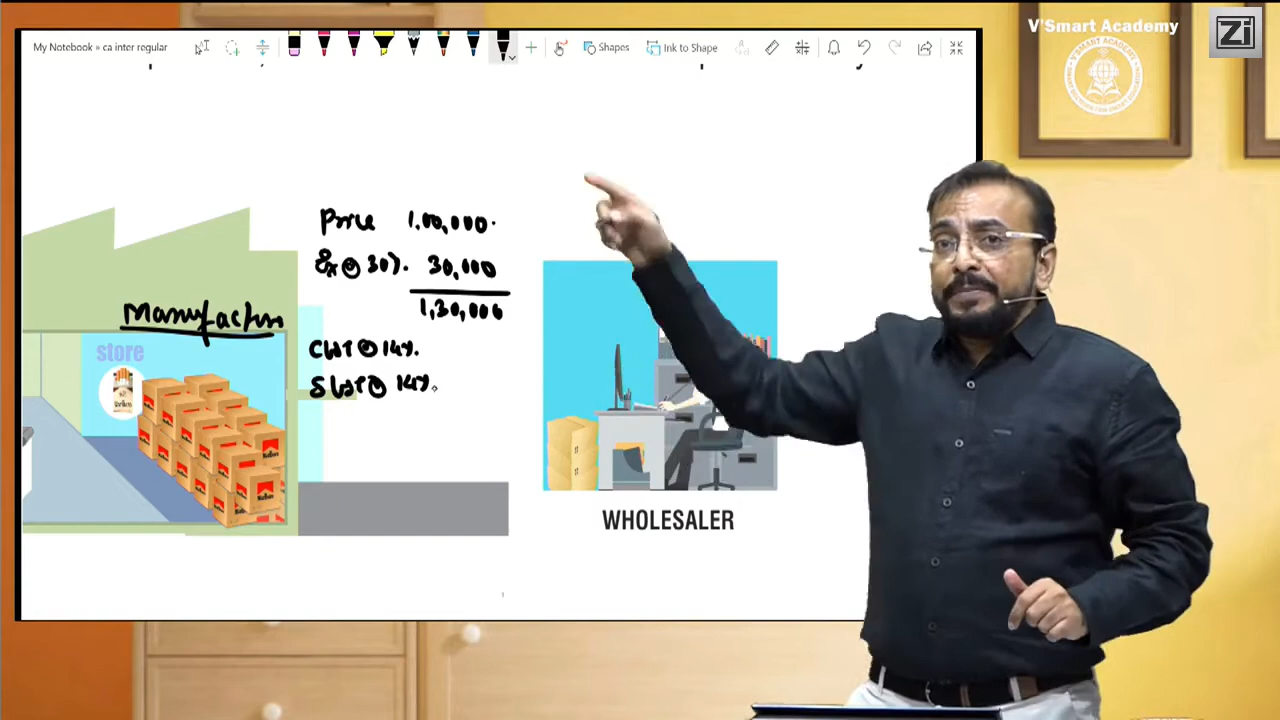 V'Smart Academy
Zi
My Notebook » ca inter regular
Shapes
Ink to Shape
Price 1,00,000.
Ex @ 30%. 30,000
1,30,000
Manufacturer
store
CGST @ 14%.
SGST @ 14%.
WHOLESALER